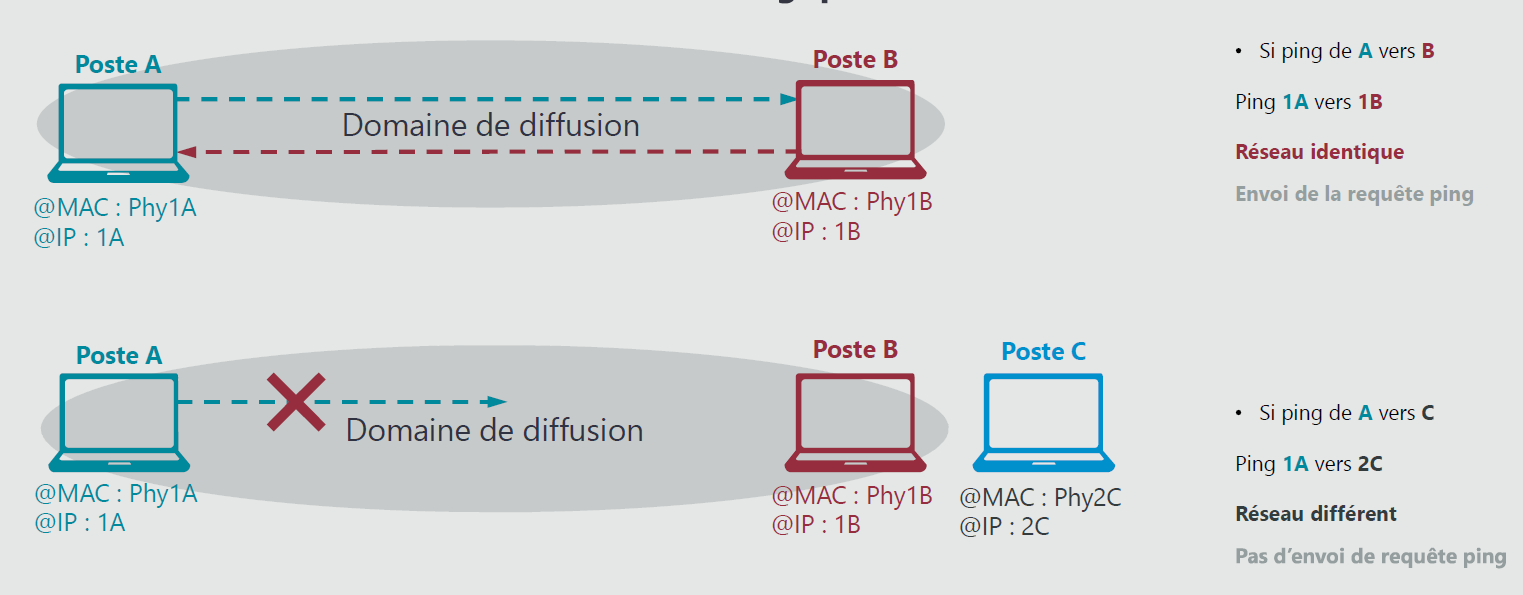 Poste A
Poste B
Domaine de diffusion
@MAC : Phy1A
@IP : 1A
@MAC : Phy1B
@IP : 1B
• Si ping de A vers B
Ping 1A vers 1B
Réseau identique
Envoi de la requête ping
Poste A
Poste B
Poste C
Domaine de diffusion
@MAC : Phy1A
@IP : 1A
@MAC : Phy1B
@IP : 1B
@MAC : Phy2C
@IP : 2C
• Si ping de A vers C
Ping 1A vers 2C
Réseau différent
Pas d’envoi de requête ping